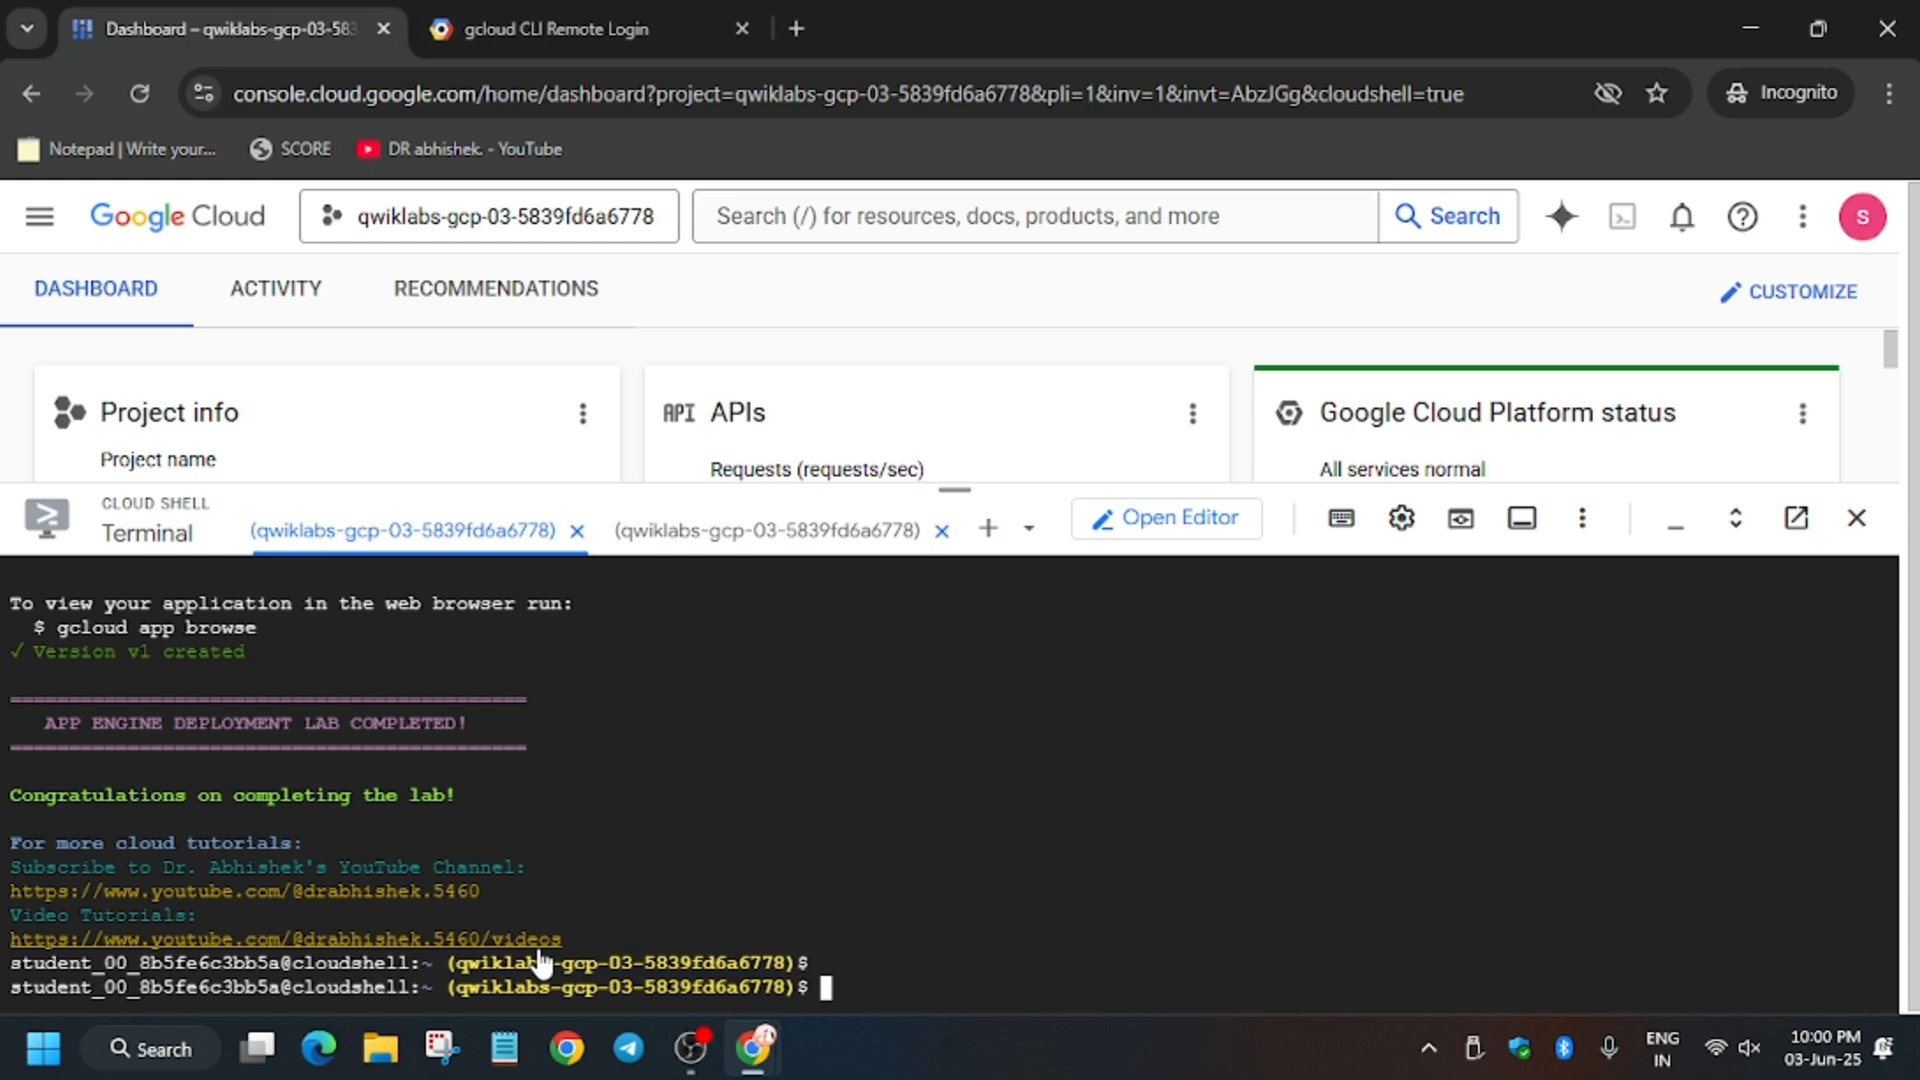 Dashboard – qwiklabs-gcp-03-583
gcloud CLI Remote Login
console.cloud.google.com/home/dashboard?project=qwiklabs-gcp-03-5839fd6a6778&pli=1&inv=1&invt=AbzJGg&cloudshell=true
Incognito
Notepad | Write your...
SCORE
DR abhishek. - YouTube
Google Cloud
qwiklabs-gcp-03-5839fd6a6778
Search (/) for resources, docs, products, and more
Search
S
DASHBOARD
ACTIVITY
RECOMMENDATIONS
CUSTOMIZE
Project info
API APIs
Google Cloud Platform status
Project name
Requests (requests/sec)
All services normal
CLOUD SHELL
Terminal
(qwiklabs-gcp-03-5839fd6a6778)
(qwiklabs-gcp-03-5839fd6a6778)
Open Editor
To view your application in the web browser run:
$ gcloud app browse
✓ Version v1 created
APP ENGINE DEPLOYMENT LAB COMPLETED!
Congratulations on completing the lab!
For more cloud tutorials:
Subscribe to Dr. Abhishek's YouTube Channel:
https://www.youtube.com/@drabhishek.5460
Video Tutorials:
https://www.youtube.com/@drabhishek.5460/videos
student_00_8b5fe6c3bb5a@cloudshell:~ (qwiklabs-gcp-03-5839fd6a6778)$
student_00_8b5fe6c3bb5a@cloudshell:~ (qwiklabs-gcp-03-5839fd6a6778)$
Search
ENG
IN
10:00 PM
03-Jun-25